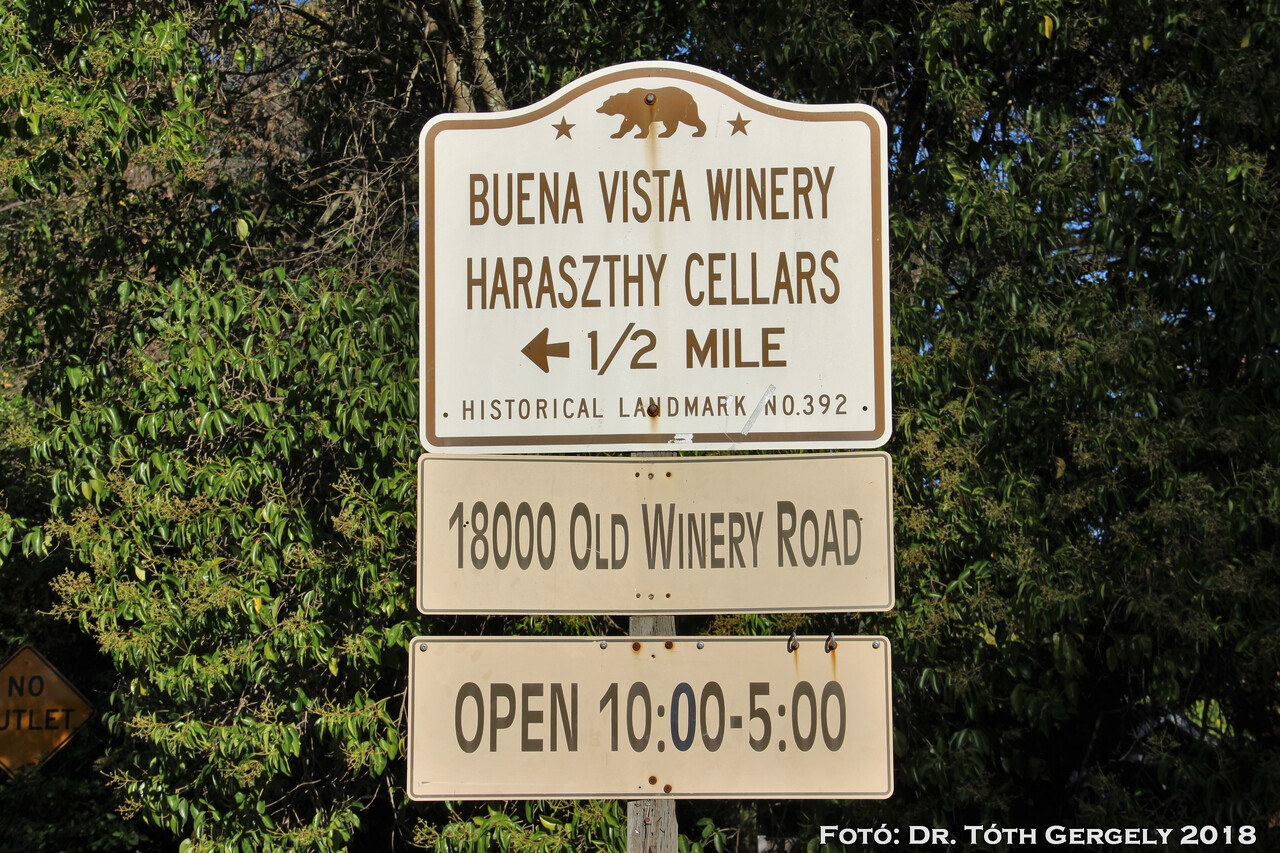 BUENA VISTA WINERY
HARASZTHY CELLARS
1/2 MILE
HISTORICAL LANDMARK NO.392
18000 OLD WINERY ROAD
OPEN 10:00-5:00
NO
UTLET
FOTÓ: DR. TÓTH GERGELY 2018